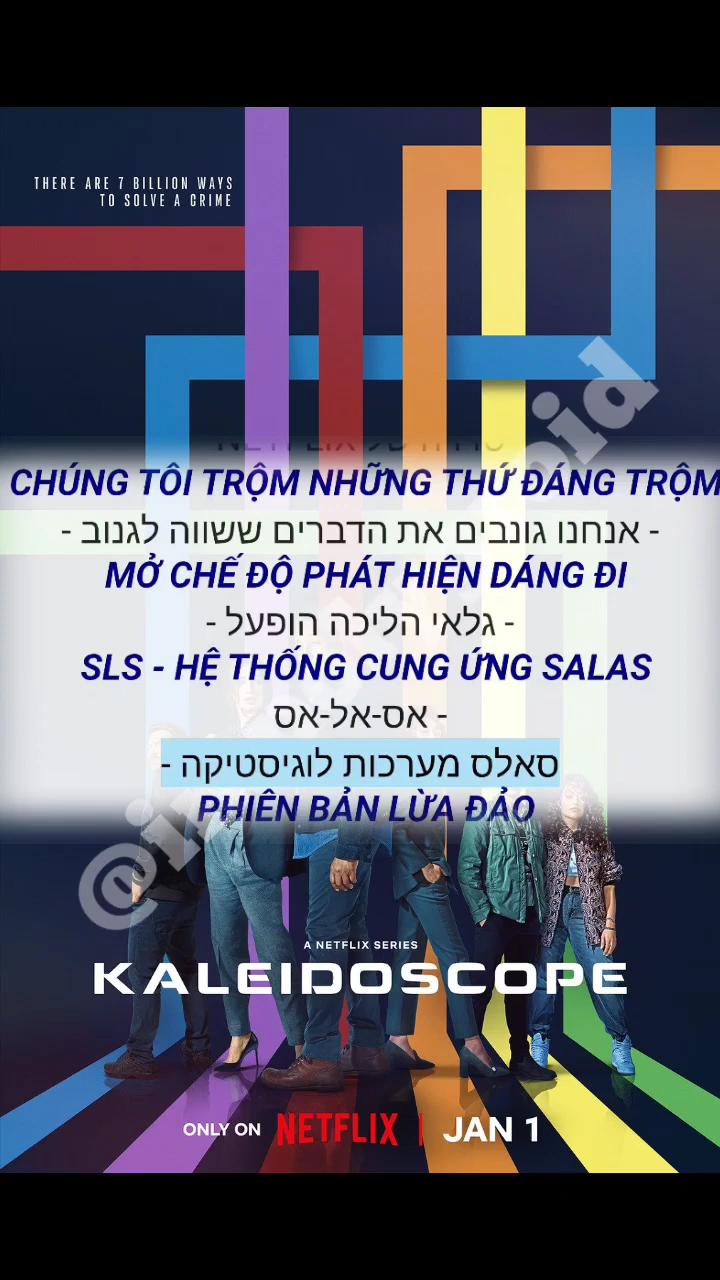 THERE ARE 7 BILLION WAYS
TO SOLVE A CRIME
NETFLIX
CHÚNG TÔI TRỘM NHỮNG THỨ ĐÁNG TRỘM
- אנחנו גונבים את הדברים ששווה לגנוב -
MỞ CHẾ ĐỘ PHÁT HIỆN DÁNG ĐI
- גלאי הליכה הופעל -
SLS - HỆ THỐNG CUNG ỨNG SALAS
- אס-אל-אס
סאלס מערכות לוגיסטיקה -
PHIÊN BẢN LỪA ĐẢO
A NETFLIX SERIES
KALEIDOSCOPE
ONLY ON NETFLIX | JAN 1